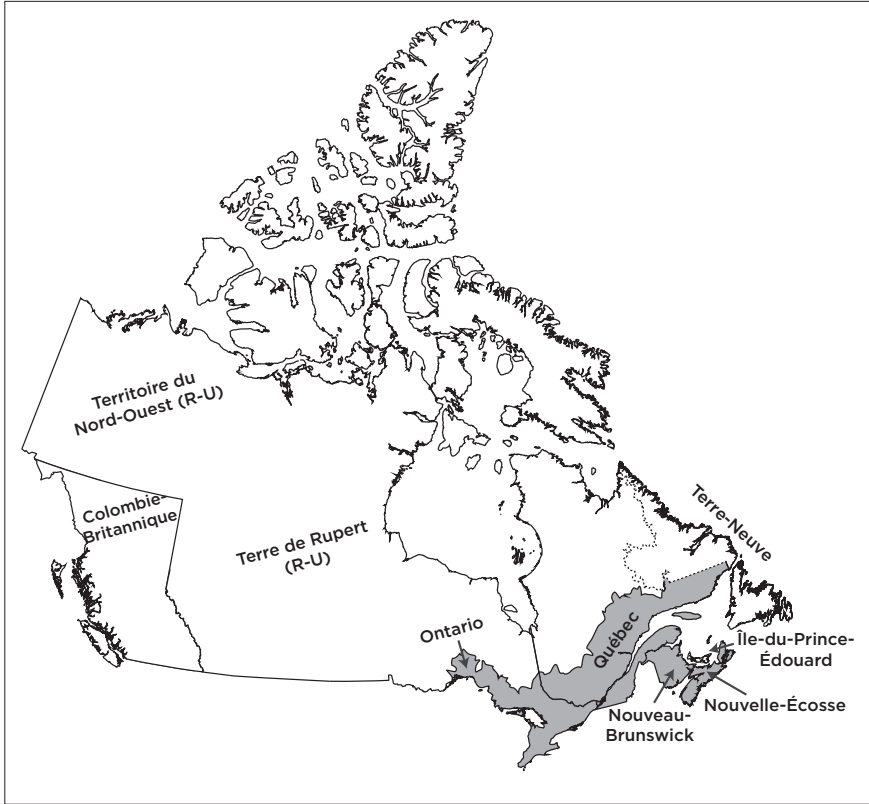 Territoire du
Nord-Ouest (R-U)
Colombie-
Britannique
Terre de Rupert
(R-U)
Terre-Neuve
Ontario
Québec
Île-du-Prince-
Édouard
Nouvelle-Écosse
Nouveau-
Brunswick